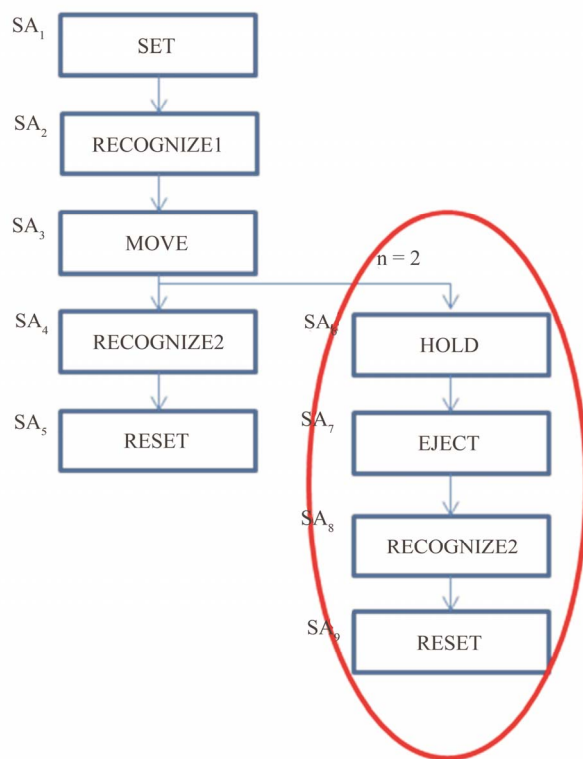 SA₁
SET
SA₂
RECOGNIZE1
SA₃
MOVE
n = 2
SA₄
RECOGNIZE2
SA₅
RESET
SA₆
HOLD
SA₇
EJECT
SA₈
RECOGNIZE2
SA₉
RESET